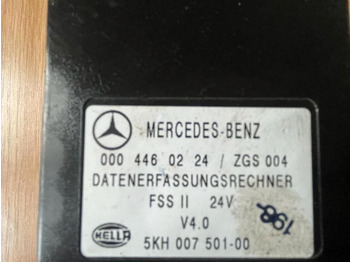 MERCEDES-BENZ
000 446 02 24 / ZGS 004
DATENERFASSUNGSRECHNER
FSS II 24V
V4.0
HELLA 5KH 007 501-00